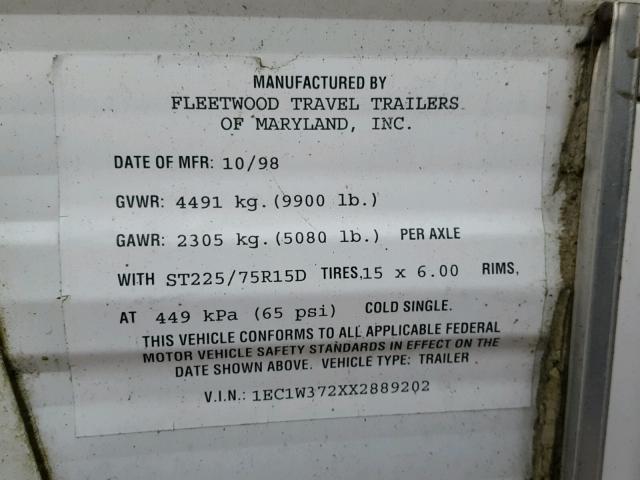 MANUFACTURED BY
FLEETWOOD TRAVEL TRAILERS
OF MARYLAND, INC.
DATE OF MFR: 10/98
GVWR: 4491 kg. (9900 lb.)
GAWR: 2305 kg. (5080 lb.) PER AXLE
WITH ST225/75R15D TIRES, 15 x 6.00 RIMS,
AT 449 kPa (65 psi) COLD SINGLE.
THIS VEHICLE CONFORMS TO ALL APPLICABLE FEDERAL
MOTOR VEHICLE SAFETY STANDARDS IN EFFECT ON THE
DATE SHOWN ABOVE. VEHICLE TYPE: TRAILER
V.I.N.: 1EC1W372XX2889202